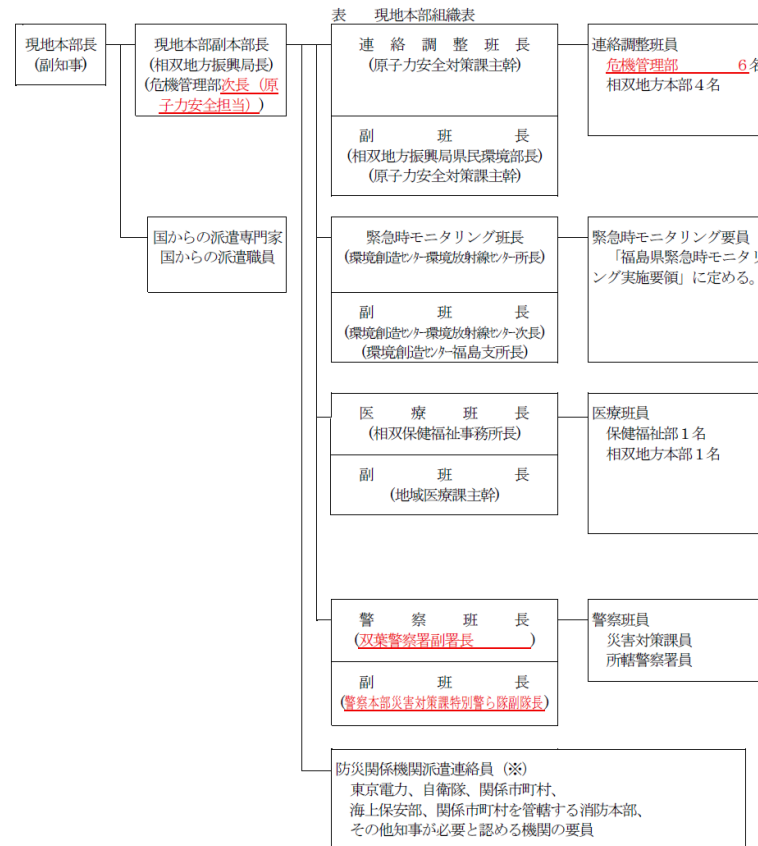 表 現地本部組織表
現地本部長
(副知事)
現地本部副本部長
(相双地方振興局長)
(危機管理部次長（原
子力安全担当）)
国からの派遣専門家
国からの派遣職員
連絡調整班長
(原子力安全対策課主幹)
副班長
(相双地方振興局県民環境部長)
(原子力安全対策課主幹)
連絡調整班員
危機管理部 6名
相双地方本部４名
緊急時モニタリング班長
(環境創造ｾﾝﾀｰ環境放射線ｾﾝﾀｰ所長)
副班長
(環境創造ｾﾝﾀｰ環境放射線ｾﾝﾀｰ次長)
(環境創造ｾﾝﾀｰ福島支所長)
緊急時モニタリング要員
「福島県緊急時モニタリ
ング実施要領」に定める。
医療班長
(相双保健福祉事務所長)
副班長
(地域医療課主幹)
医療班員
保健福祉部１名
相双地方本部１名
警察班長
(双葉警察署副署長 )
副班長
(警察本部災害対策課特別警ら隊副隊長)
警察班員
災害対策課員
所轄警察署員
防災関係機関派遣連絡員（※）
東京電力、自衛隊、関係市町村、
海上保安部、関係市町村を管轄する消防本部、
その他知事が必要と認める機関の要員